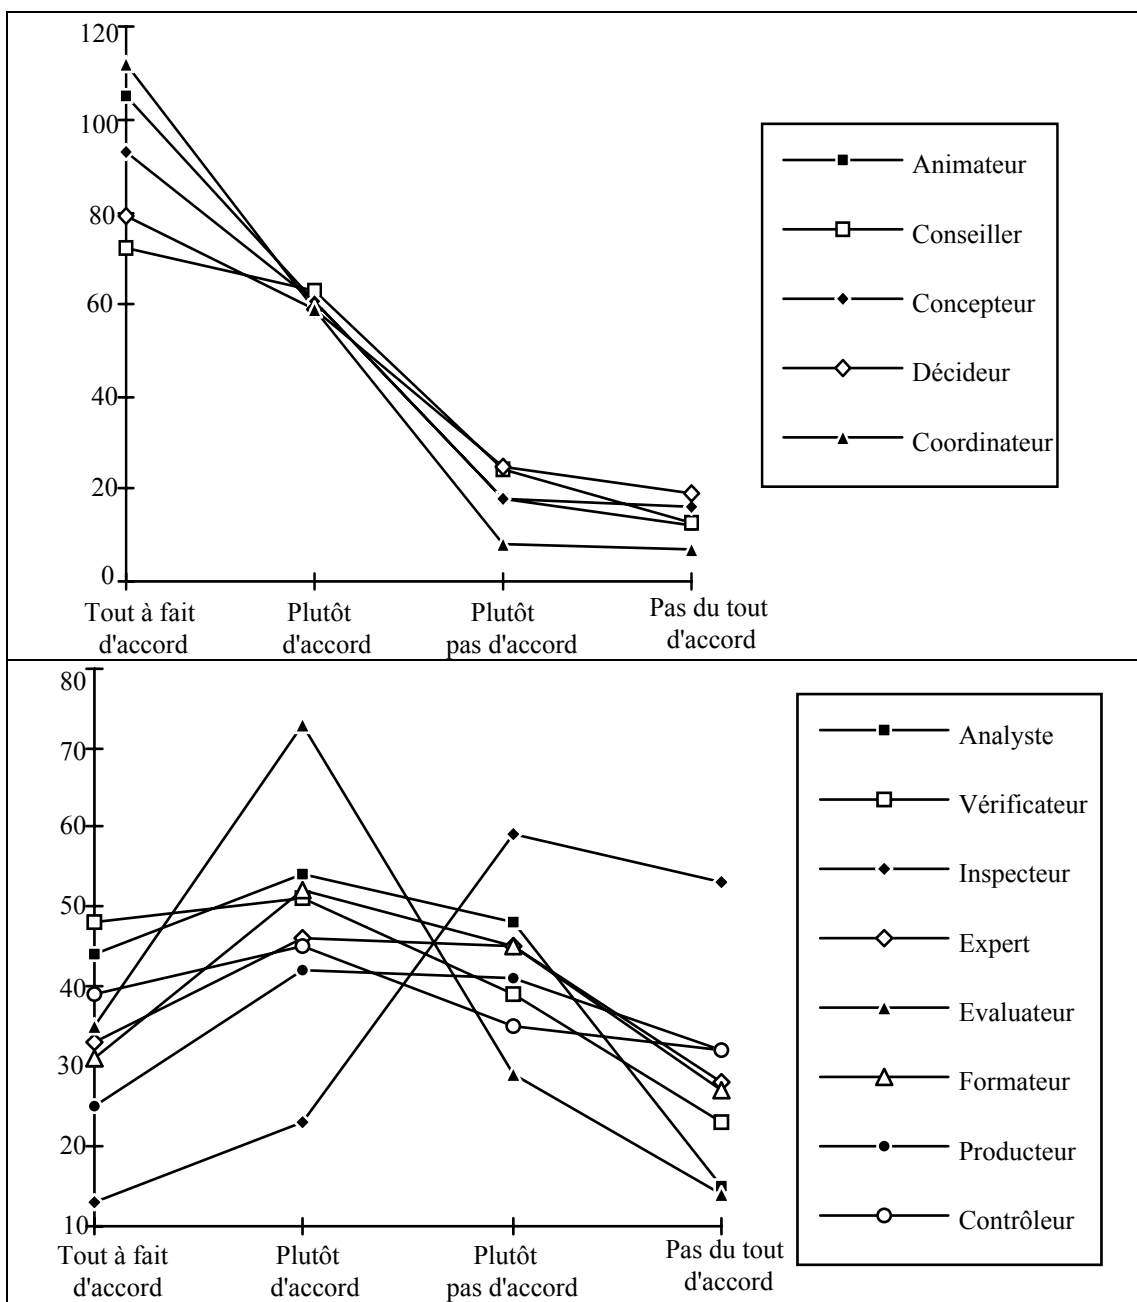 120
100
80
60
40
20
0
Tout à fait
d'accord
Plutôt
d'accord
Plutôt
pas d'accord
Pas du tout
d'accord
Animateur
Conseiller
Concepteur
Décideur
Coordinateur
80
70
60
50
40
30
20
10
Tout à fait
d'accord
Plutôt
d'accord
Plutôt
pas d'accord
Pas du tout
d'accord
Analyste
Vérificateur
Inspecteur
Expert
Evaluateur
Formateur
Producteur
Contrôleur